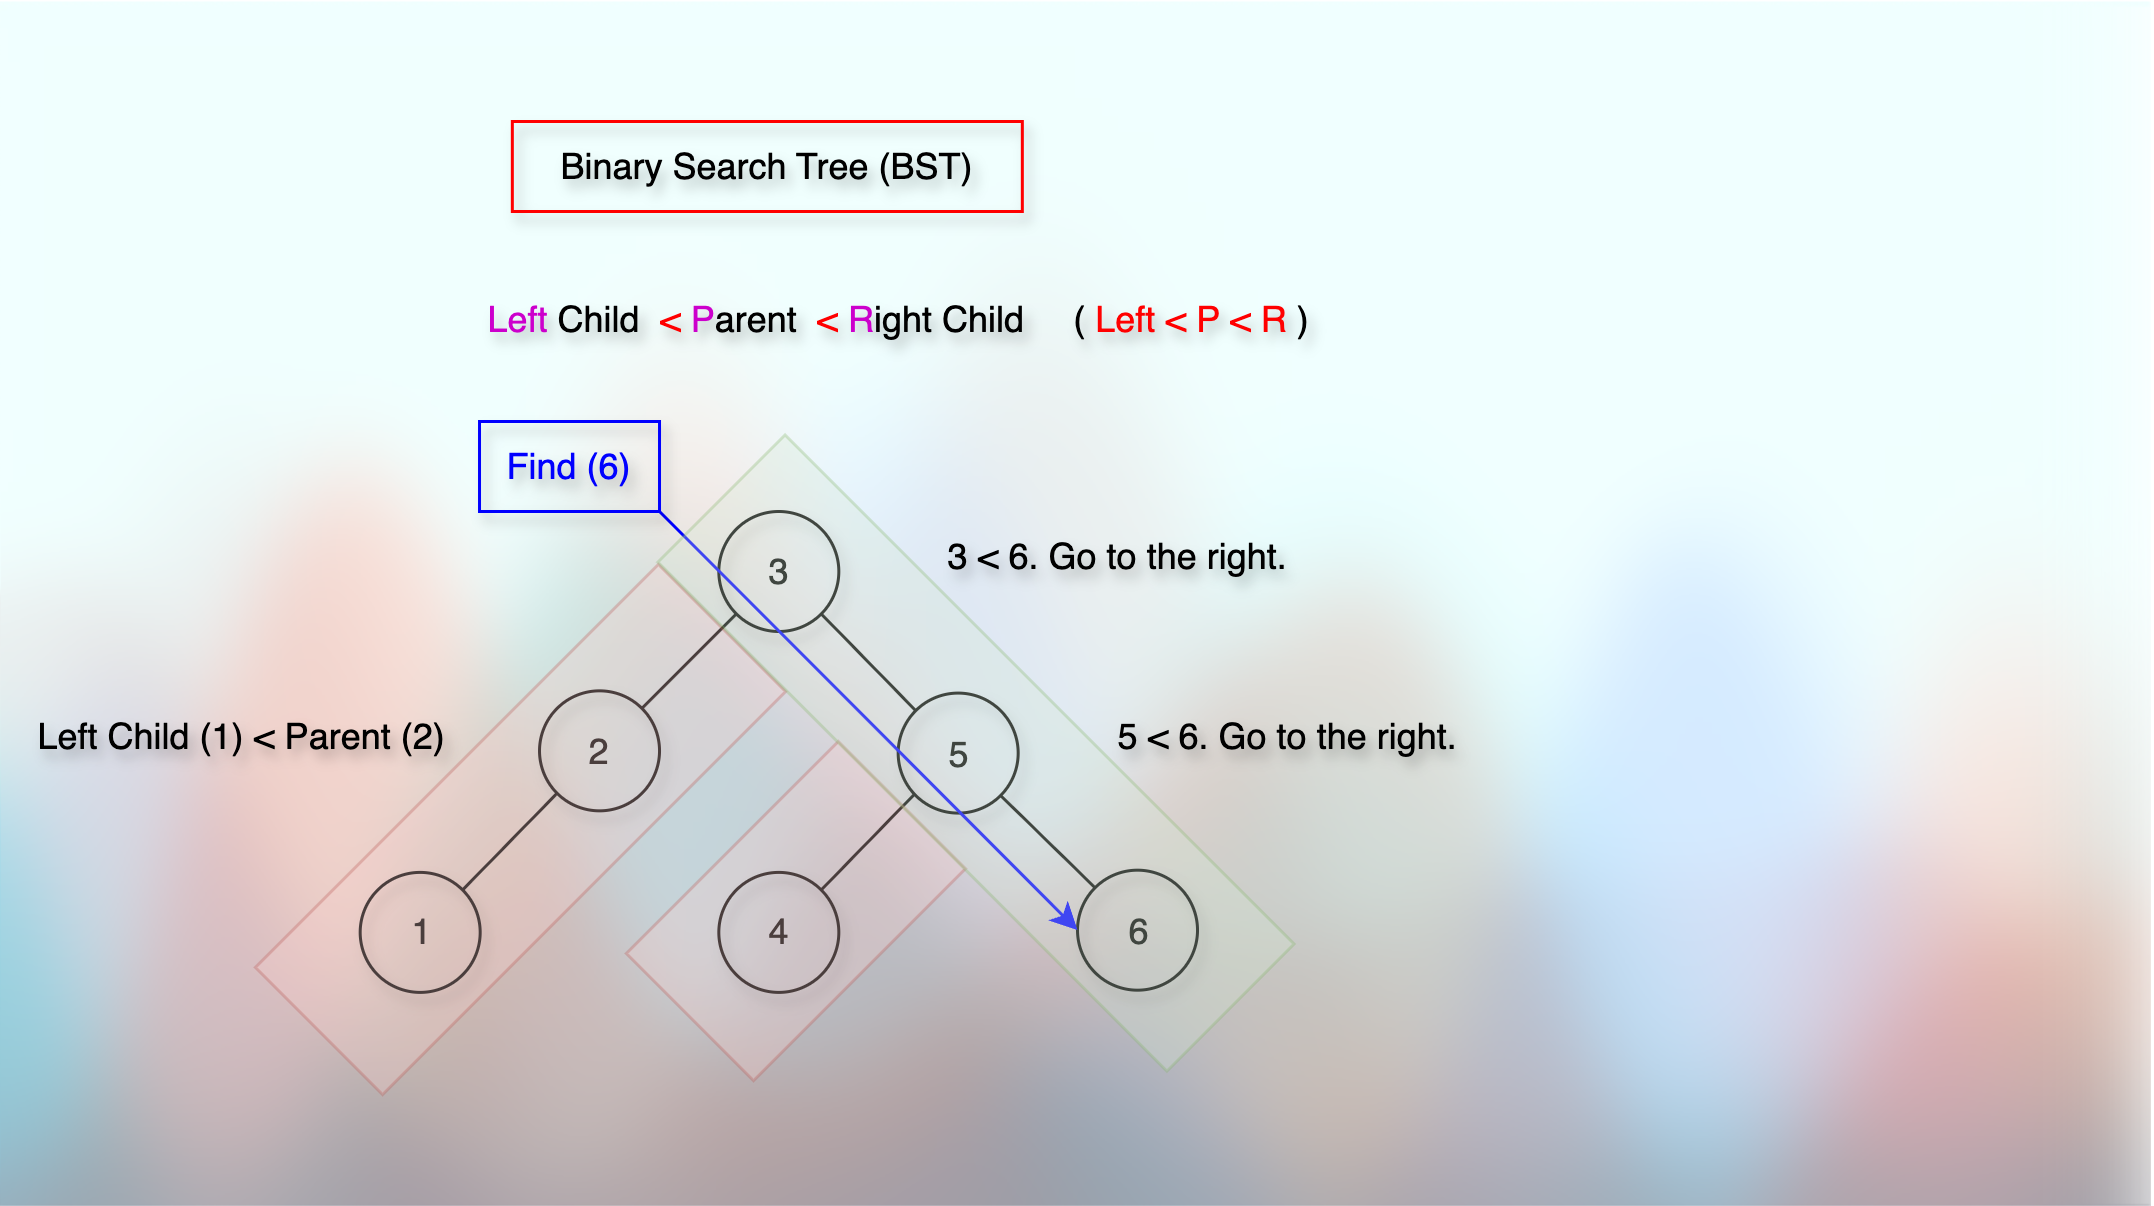 Binary Search Tree (BST)
Left Child < Parent < Right Child ( Left < P < R )
Find (6)
3
3 < 6. Go to the right.
Left Child (1) < Parent (2)
2
5
5 < 6. Go to the right.
1
4
6